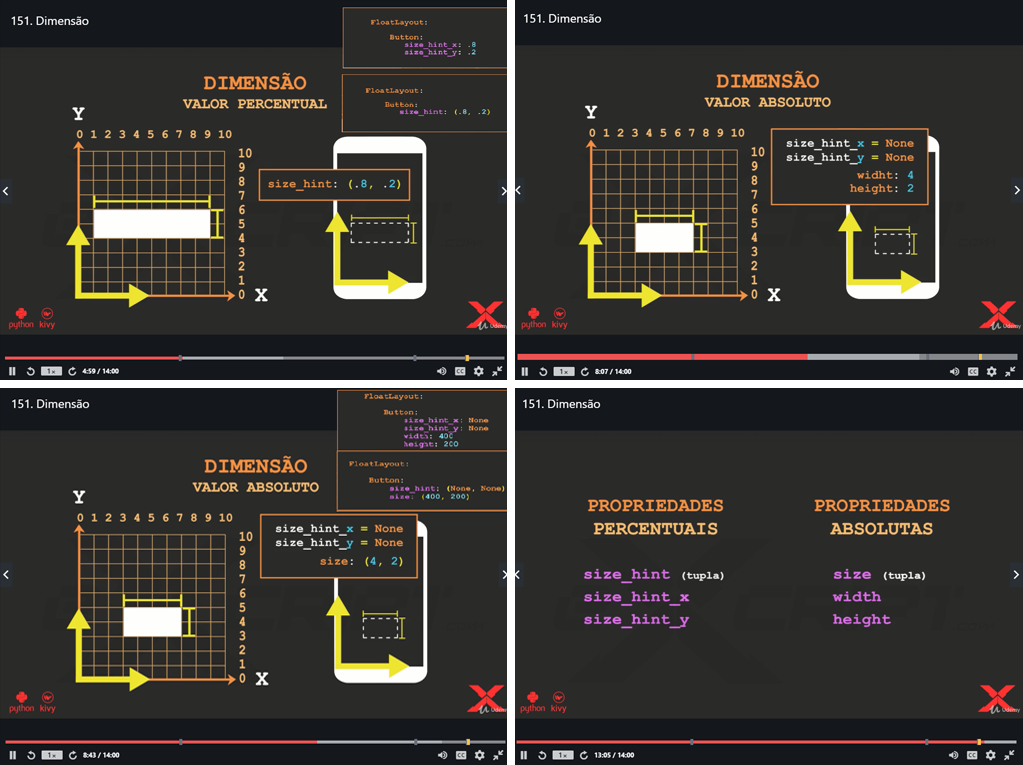 151. Dimensão
FloatLayout:
Button:
size_hint_x: .8
size_hint_y: .2
FloatLayout:
Button:
size_hint: (.8, .2)
DIMENSÃO
VALOR PERCENTUAL
Y
0 1 2 3 4 5 6 7 8 9 10
10
9
8
7
6
5
4
3
2
1
0
X
size_hint: (.8, .2)
python kivy
Udemy
1x
4:59 / 14:00
CC
151. Dimensão
DIMENSÃO
VALOR ABSOLUTO
Y
0 1 2 3 4 5 6 7 8 9 10
10
9
8
7
6
5
4
3
2
1
0
X
size_hint_x = None
size_hint_y = None
widht: 4
height: 2
python kivy
Udemy
1x
8:07 / 14:00
CC
151. Dimensão
FloatLayout:
Button:
size_hint_x: None
size_hint_y: None
width: 400
height: 200
FloatLayout:
Button:
size_hint: (None, None)
size: (400, 200)
DIMENSÃO
VALOR ABSOLUTO
Y
0 1 2 3 4 5 6 7 8 9 10
10
9
8
7
6
5
4
3
2
1
0
X
size_hint_x = None
size_hint_y = None
size: (4, 2)
python kivy
Udemy
1x
8:43 / 14:00
CC
151. Dimensão
PROPRIEDADES
PERCENTUAIS
size_hint (tupla)
size_hint_x
size_hint_y
PROPRIEDADES
ABSOLUTAS
size (tupla)
width
height
python kivy
Udemy
1x
13:05 / 14:00
CC